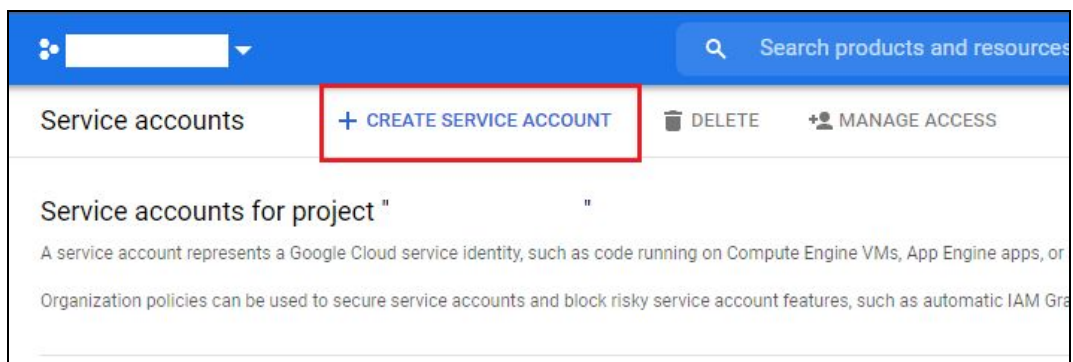 Search products and resources
Service accounts + CREATE SERVICE ACCOUNT DELETE MANAGE ACCESS
Service accounts for project " "
A service account represents a Google Cloud service identity, such as code running on Compute Engine VMs, App Engine apps, or
Organization policies can be used to secure service accounts and block risky service account features, such as automatic IAM Gra